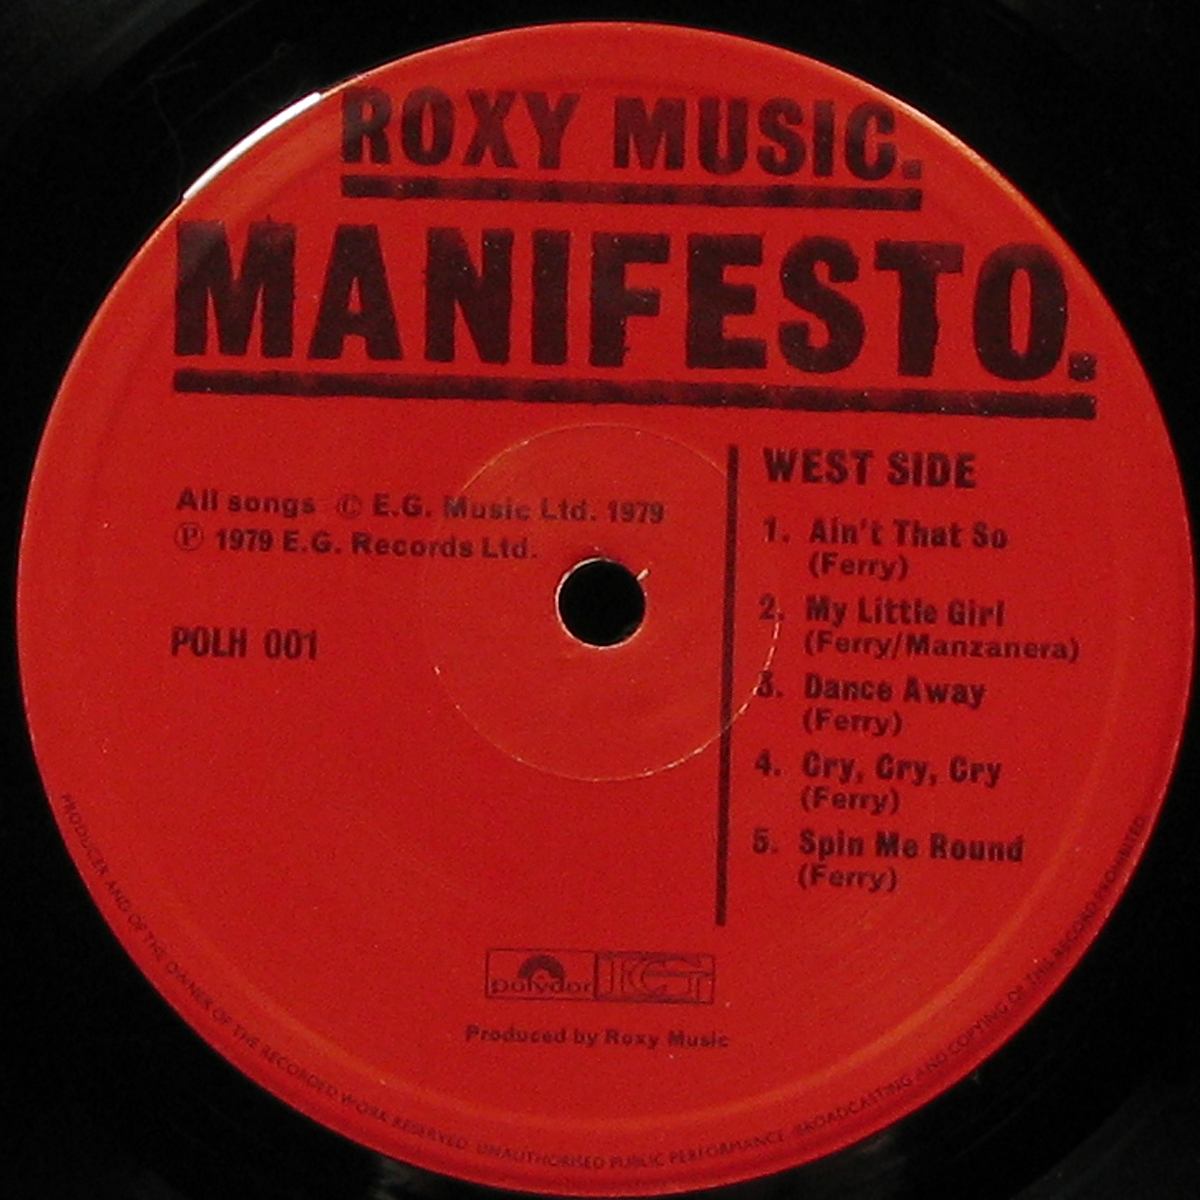 ROXY MUSIC.
MANIFESTO.
All songs © E.G. Music Ltd. 1979
℗ 1979 E.G. Records Ltd.
POLH 001
WEST SIDE
1. Ain't That So
(Ferry)
2. My Little Girl
(Ferry/Manzanera)
3. Dance Away
(Ferry)
4. Cry, Cry, Cry
(Ferry)
5. Spin Me Round
(Ferry)
polydor EG
Produced by Roxy Music
PRODUCER AND OF THE OWNER OF THE RECORDED WORK RESERVED UNAUTHORISED PUBLIC PERFORMANCE BROADCASTING AND COPYING OF THIS RECORD PROHIBITED